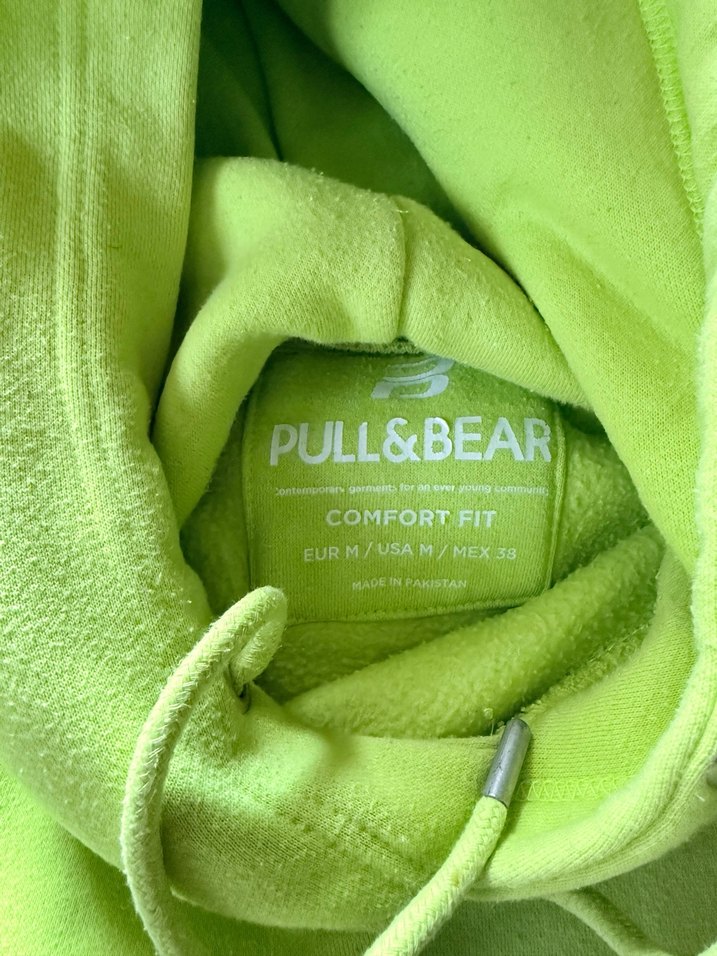 PULL&BEAR
contemporary garments for an ever young community
COMFORT FIT
EUR M / USA M / MEX 38
MADE IN PAKISTAN